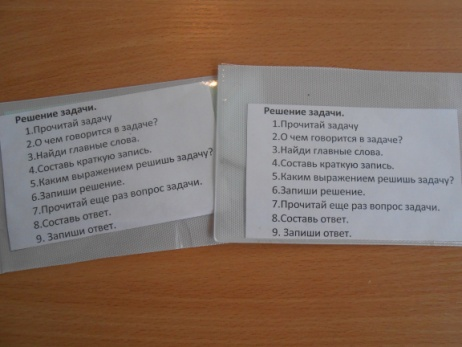 Решение задачи.
1.Прочитай задачу
2.О чем говорится в задаче?
3.Найди главные слова.
4.Составь краткую запись.
5.Каким выражением решишь задачу?
6.Запиши решение.
7.Прочитай еще раз вопрос задачи.
8.Составь ответ.
9. Запиши ответ.
Решение задачи.
1.Прочитай задачу
2.О чем говорится в задаче?
3.Найди главные слова.
4.Составь краткую запись.
5.Каким выражением решишь задачу?
6.Запиши решение.
7.Прочитай еще раз вопрос задачи.
8.Составь ответ.
9. Запиши ответ.